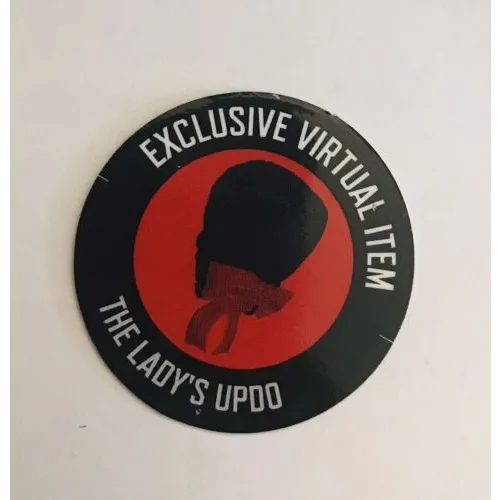 EXCLUSIVE VIRTUAL ITEM
THE LADY'S UPDO